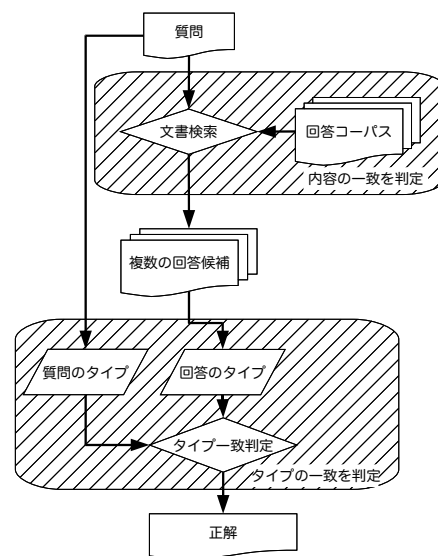 質問
文書検索
回答コーパス
内容の一致を判定
複数の回答候補
質問のタイプ
回答のタイプ
タイプ一致判定
タイプの一致を判定
正解